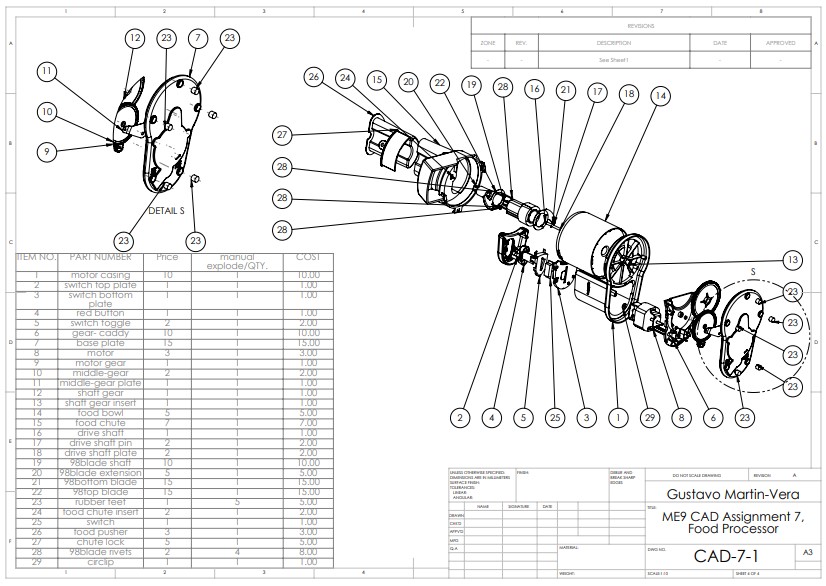 1 2 3 4 5 6 7 8
REVISIONS
ZONE REV. DESCRIPTION DATE APPROVED
- - See Sheet1 - -
12 23 7 23
11
10
9
DETAIL S
23 23
26 24 15 20 22 19 28 16 21 17 18 14
27
28
28
28
13
S
23
23
23
23
2 4 5 25 3 1 29 8 6 23
A A
B B
C C
D D
E
F
ITEM NO. PART NUMBER Price manual explode/QTY. COST
1 motor casing 10 1 10.00
2 switch top plate 1 1 1.00
3 switch bottom plate 1 1 1.00
4 red button 1 1 1.00
5 switch toggle 2 1 2.00
6 gear- caddy 10 1 10.00
7 base plate 15 1 15.00
8 motor 3 1 3.00
9 motor gear 1 1 1.00
10 middle-gear 2 1 2.00
11 middle-gear plate 1 1 1.00
12 shaft gear 1 1 1.00
13 shaft gear insert 1 1 1.00
14 food bowl 5 1 5.00
15 food chute 7 1 7.00
16 drive shaft 1 1 1.00
17 drive shaft pin 2 1 2.00
18 drive shaft plate 2 1 2.00
19 98blade shaft 10 1 10.00
20 98blade extension 5 1 5.00
21 98bottom blade 15 1 15.00
22 98top blade 15 1 15.00
23 rubber feet 1 5 5.00
24 food chute insert 2 1 2.00
25 switch 1 1 1.00
26 food pusher 3 1 3.00
27 chute lock 5 1 5.00
28 98blade rivets 2 4 8.00
29 circlip 1 1 1.00
UNLESS OTHERWISE SPECIFIED:
DIMENSIONS ARE IN MILLIMETERS
SURFACE FINISH:
TOLERANCES:
LINEAR:
ANGULAR:
FINISH:
DEBURR AND
BREAK SHARP
EDGES
DO NOT SCALE DRAWING REVISION A
NAME SIGNATURE DATE
DRAWN
CHK'D
APPV'D
MFG
Q.A
Gustavo Martin-Vera
TITLE:
ME9 CAD Assignment 7,
Food Processor
MATERIAL:
DWG NO.
CAD-7-1
A3
WEIGHT:
SCALE:1:10
SHEET 4 OF 4
1 2 3 4